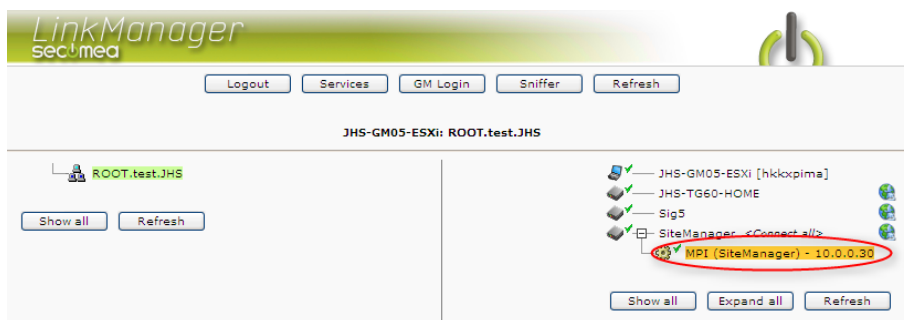 LinkManager
secomea
Logout Services GM Login Sniffer Refresh
JHS-GM05-ESXi: ROOT.test.JHS
ROOT.test.JHS
Show all Refresh
JHS-GM05-ESXi [hkkxpima]
JHS-TG60-HOME
Sig5
SiteManager <Connect all>
MPI (SiteManager) - 10.0.0.30
Show all Expand all Refresh